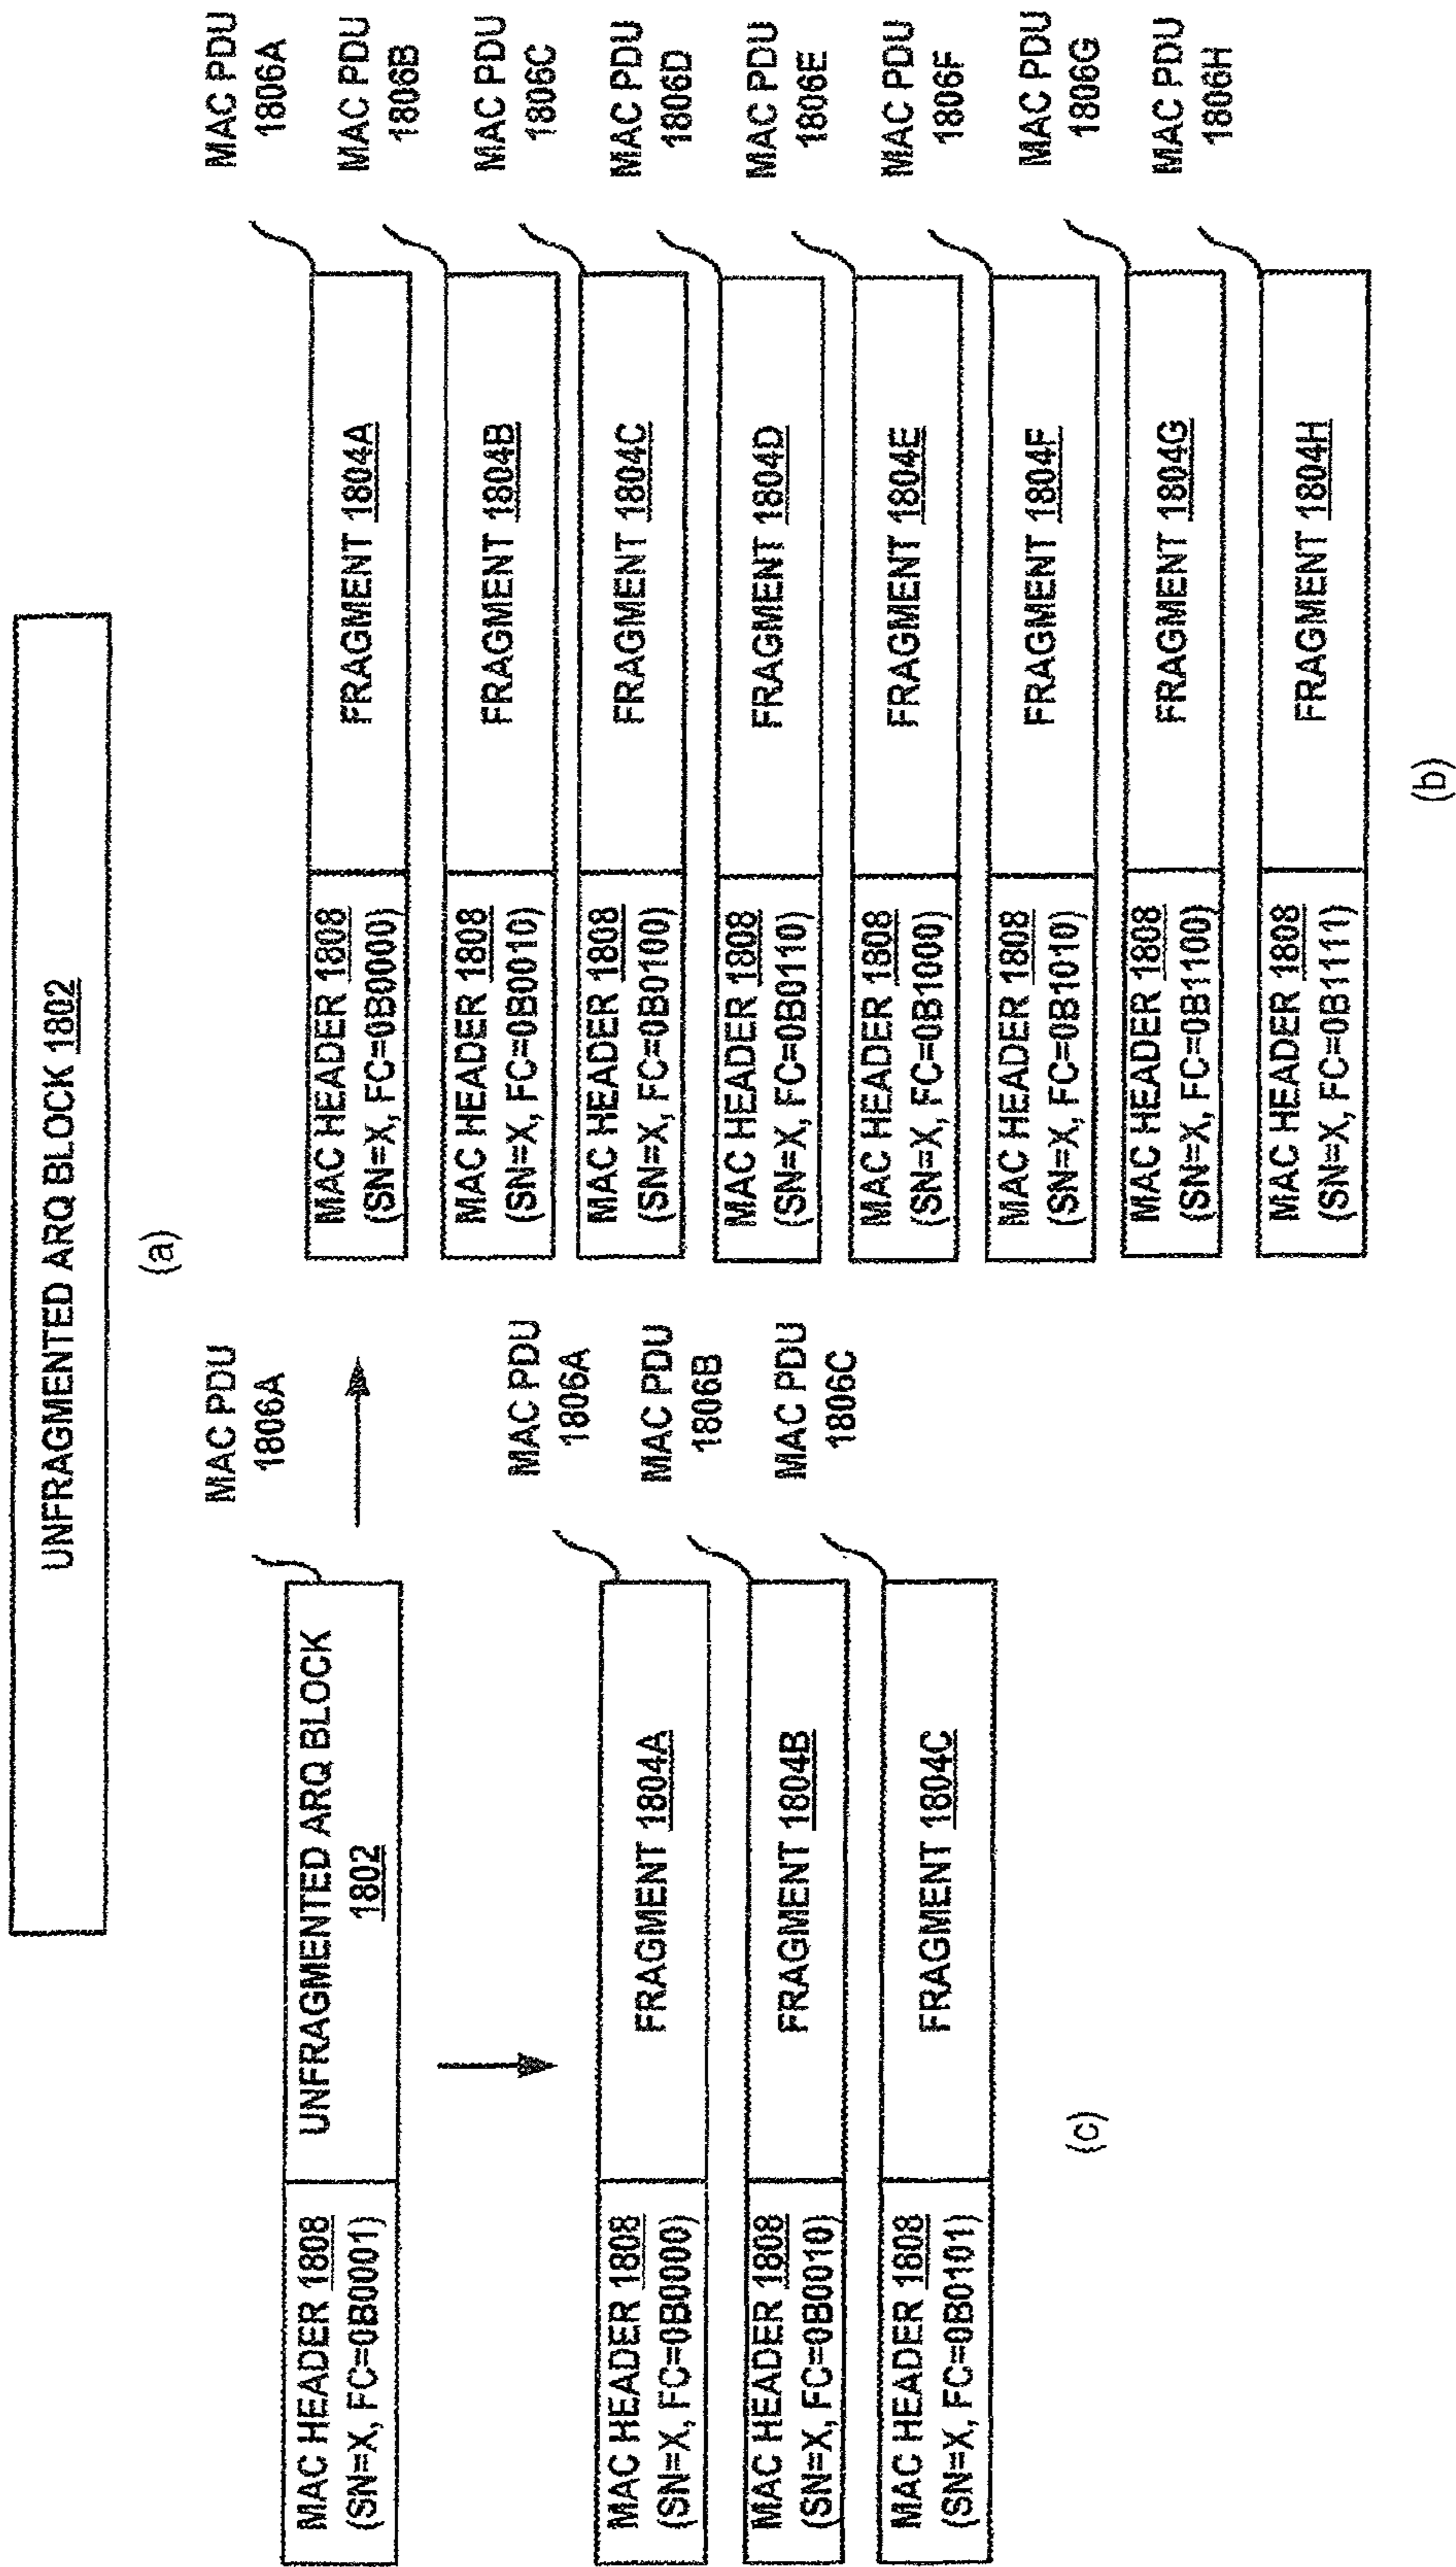 UNFRAGMENTED ARQ BLOCK 1802
(a)
MAC PDU
1806A
MAC HEADER 1808
(SN=X, FC=0B0001)
UNFRAGMENTED ARQ BLOCK
1802
MAC PDU
1806A
MAC HEADER 1808
(SN=X, FC=0B0000)
FRAGMENT 1804A
MAC PDU
1806B
MAC HEADER 1808
(SN=X, FC=0B0010)
FRAGMENT 1804B
MAC PDU
1806C
MAC HEADER 1808
(SN=X, FC=0B0101)
FRAGMENT 1804C
(c)
MAC PDU
1806A
MAC HEADER 1808
(SN=X, FC=0B0000)
FRAGMENT 1804A
MAC PDU
1806B
MAC HEADER 1808
(SN=X, FC=0B0010)
FRAGMENT 1804B
MAC PDU
1806C
MAC HEADER 1808
(SN=X, FC=0B0100)
FRAGMENT 1804C
MAC PDU
1806D
MAC HEADER 1808
(SN=X, FC=0B0110)
FRAGMENT 1804D
MAC PDU
1806E
MAC HEADER 1808
(SN=X, FC=0B1000)
FRAGMENT 1804E
MAC PDU
1806F
MAC HEADER 1808
(SN=X, FC=0B1010)
FRAGMENT 1804F
MAC PDU
1806G
MAC HEADER 1808
(SN=X, FC=0B1100)
FRAGMENT 1804G
MAC PDU
1806H
MAC HEADER 1808
(SN=X, FC=0B1111)
FRAGMENT 1804H
(b)